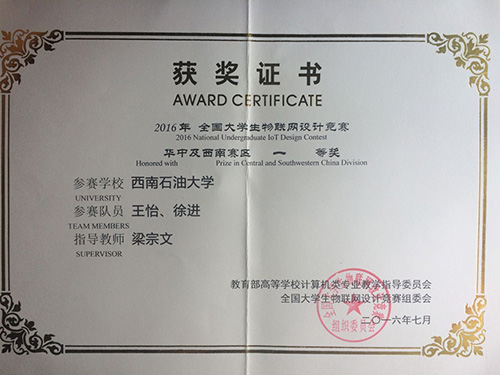 获奖证书
AWARD CERTIFICATE
2016年 全国大学生物联网设计竞赛
2016 National Undergraduate IoT Design Contest
华中及西南赛区 一 等奖
Honored with Prize in Central and Southwestern China Division
参赛学校 西南石油大学
UNIVERSITY
参赛队员 王怡、徐进
TEAM MEMBERS
指导教师 梁宗文
SUPERVISOR
教育部高等学校计算机类专业教学指导委员会
全国大学生物联网设计竞赛组委会
二〇一六年七月
组织委员会